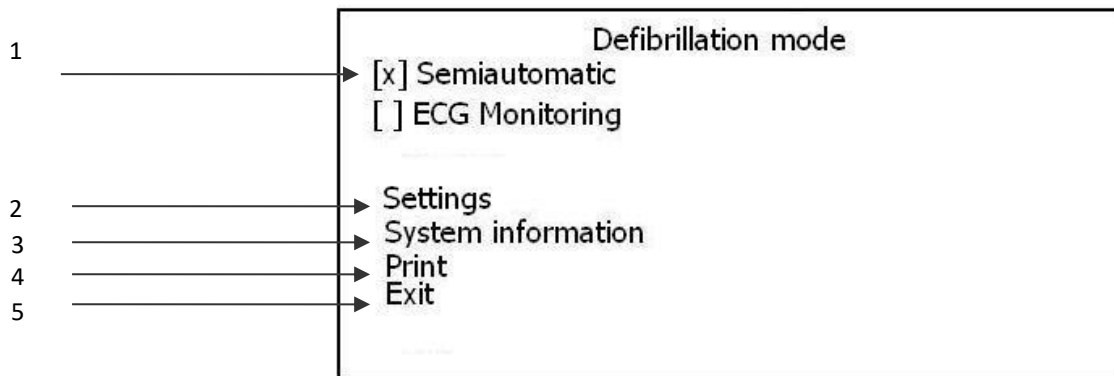 Defibrillation mode
1
[x] Semiautomatic
[ ] ECG Monitoring
2 Settings
3 System information
4 Print
5 Exit